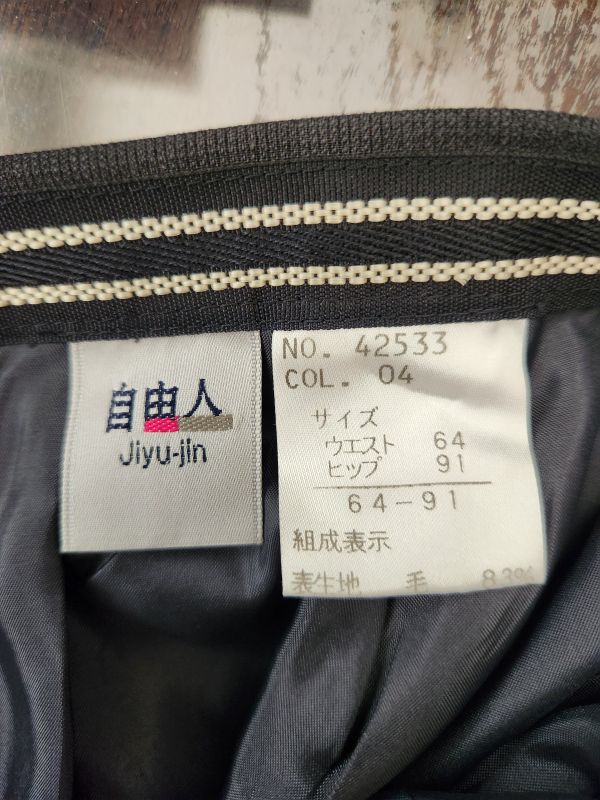 自由人
Jiyu-jin
NO. 42533
COL. 04
サイズ
ウエスト 64
ヒップ 91
64-91
組成表示
表生地 毛 83%